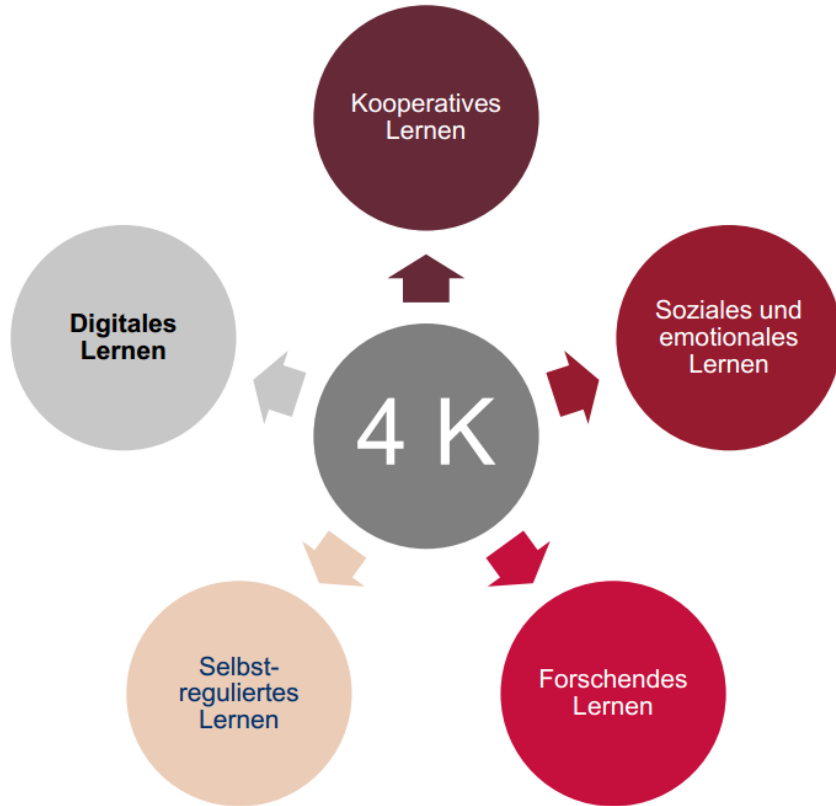 Kooperatives
Lernen
Digitales
Lernen
Soziales und
emotionales
Lernen
4 K
Selbst-
reguliertes
Lernen
Forschendes
Lernen